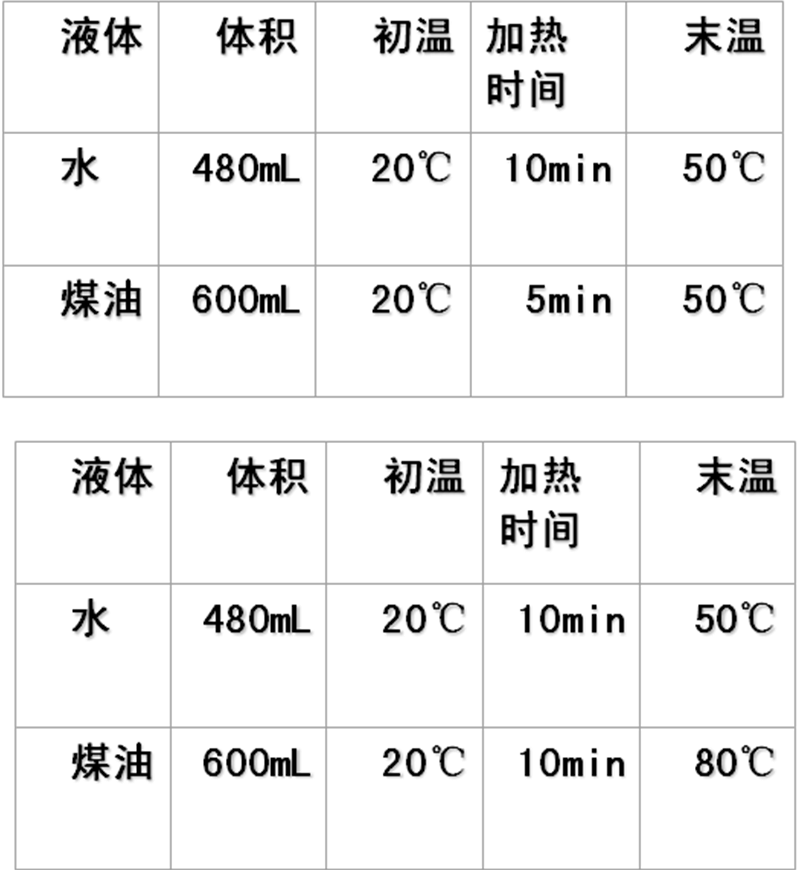 液体 体积 初温 加热时间 末温
水 480mL 20℃ 10min 50℃
煤油 600mL 20℃ 5min 50℃
液体 体积 初温 加热时间 末温
水 480mL 20℃ 10min 50℃
煤油 600mL 20℃ 10min 80℃